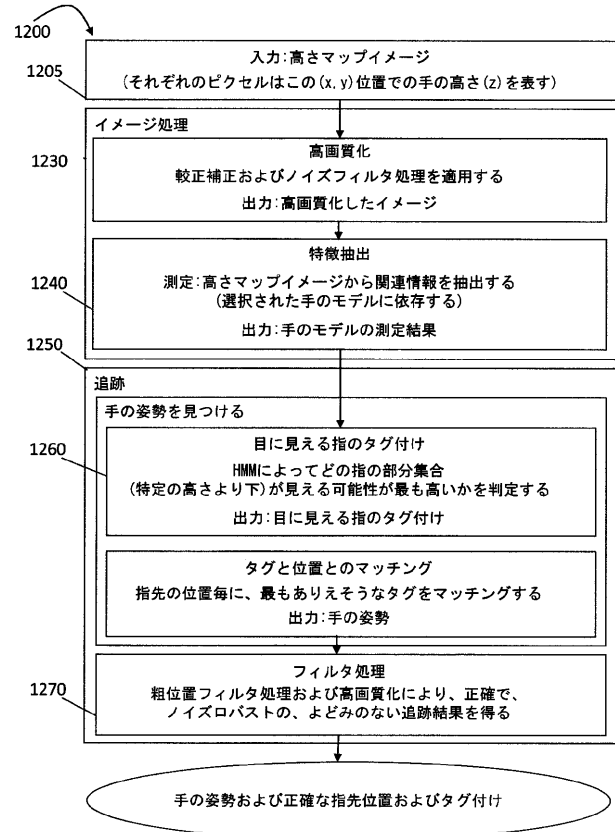 1200
入力:高さマップイメージ
1205
(それぞれのピクセルはこの(x, y)位置での手の高さ(z)を表す)
イメージ処理
1230
高画質化
較正補正およびノイズフィルタ処理を適用する
出力:高画質化したイメージ
特徴抽出
1240
測定:高さマップイメージから関連情報を抽出する
(選択された手のモデルに依存する)
出力:手のモデルの測定結果
1250
追跡
手の姿勢を見つける
1260
目に見える指のタグ付け
HMMによってどの指の部分集合
(特定の高さより下)が見える可能性が最も高いかを判定する
出力:目に見える指のタグ付け
タグと位置とのマッチング
指先の位置毎に、最もありえそうなタグをマッチングする
出力:手の姿勢
1270
フィルタ処理
粗位置フィルタ処理および高画質化により、正確で、
ノイズロバストの、よどみのない追跡結果を得る
手の姿勢および正確な指先位置およびタグ付け